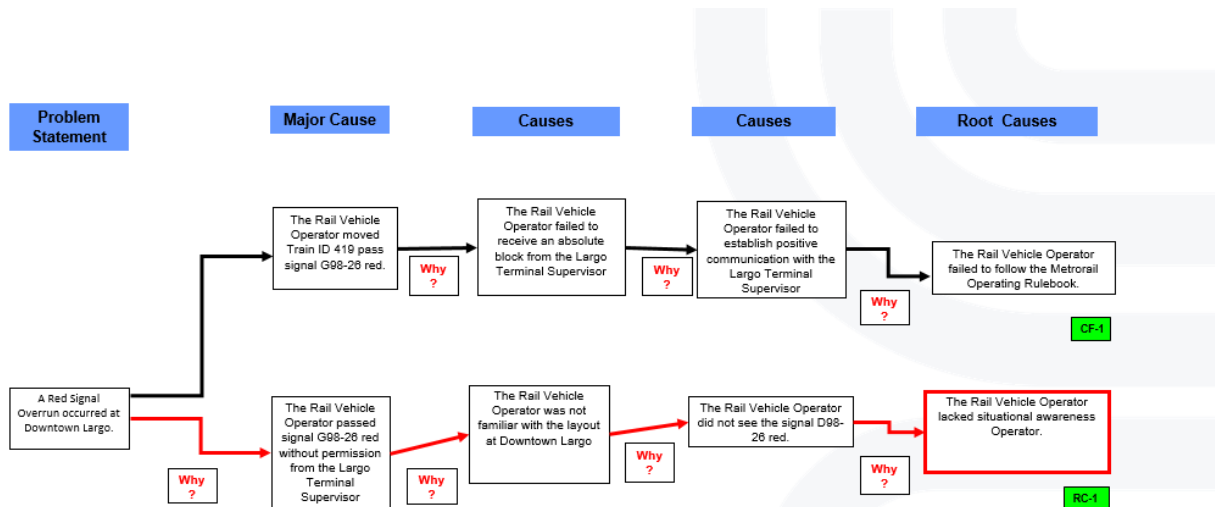 Problem
Statement
Major Cause
Causes
Causes
Root Causes
The Rail Vehicle
Operator moved
Train ID 419 pass
signal G98-26 red.
Why
?
The Rail Vehicle
Operator failed to
receive an absolute
block from the Largo
Terminal Supervisor
Why
?
The Rail Vehicle
Operator failed to
establish positive
communication with the
Largo Terminal
Supervisor
Why
?
The Rail Vehicle Operator
failed to follow the Metrorail
Operating Rulebook.
CF-1
A Red Signal
Overrun occurred at
Downtown Largo.
Why
?
The Rail Vehicle
Operator passed
signal G98-26 red
without permission
from the Largo
Terminal
Supervisor
Why
?
The Rail Vehicle
Operator was not
familiar with the layout
at Downtown Largo
Why
?
The Rail Vehicle Operator
did not see the signal D98-
26 red.
Why
?
The Rail Vehicle Operator
lacked situational awareness
Operator.
RC-1